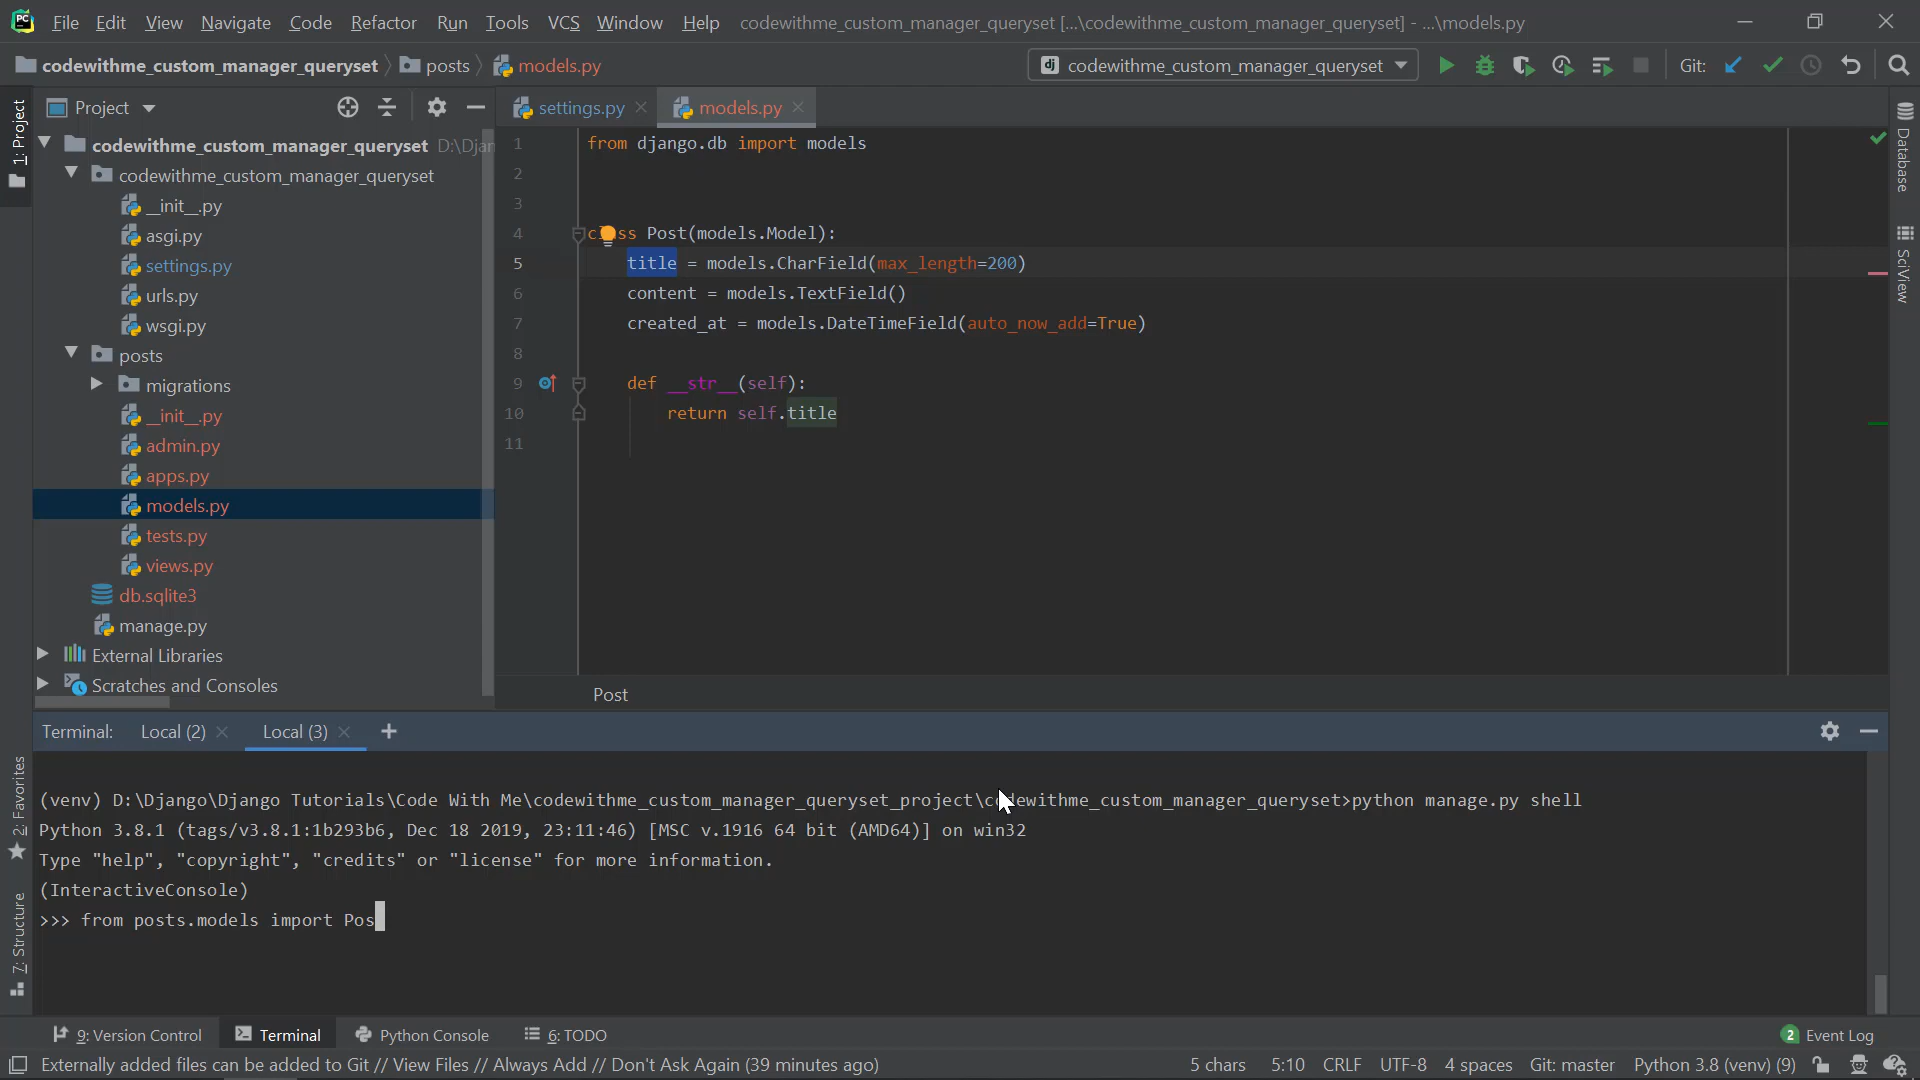 File Edit View Navigate Code Refactor Run Tools VCS Window Help codewithme_custom_manager_queryset [...\codewithme_custom_manager_queryset] - ...\models.py
codewithme_custom_manager_queryset posts models.py
codewithme_custom_manager_queryset Git:
1: Project
Project
codewithme_custom_manager_queryset D:\Djan
codewithme_custom_manager_queryset
__init__.py
asgi.py
settings.py
urls.py
wsgi.py
posts
migrations
__init__.py
admin.py
apps.py
models.py
tests.py
views.py
db.sqlite3
manage.py
External Libraries
Scratches and Consoles
settings.py models.py
1 from django.db import models
2
3
4 class Post(models.Model):
5 title = models.CharField(max_length=200)
6 content = models.TextField()
7 created_at = models.DateTimeField(auto_now_add=True)
8
9 def __str__(self):
10 return self.title
11
Post
Database
SciView
Terminal: Local (2) Local (3)
(venv) D:\Django\Django Tutorials\Code With Me\codewithme_custom_manager_queryset_project\codewithme_custom_manager_queryset>python manage.py shell
Python 3.8.1 (tags/v3.8.1:1b293b6, Dec 18 2019, 23:11:46) [MSC v.1916 64 bit (AMD64)] on win32
Type "help", "copyright", "credits" or "license" for more information.
(InteractiveConsole)
>>> from posts.models import Pos
2: Favorites
7: Structure
9: Version Control Terminal Python Console 6: TODO 2 Event Log
Externally added files can be added to Git // View Files // Always Add // Don't Ask Again (39 minutes ago) 5 chars 5:10 CRLF UTF-8 4 spaces Git: master Python 3.8 (venv) (9)